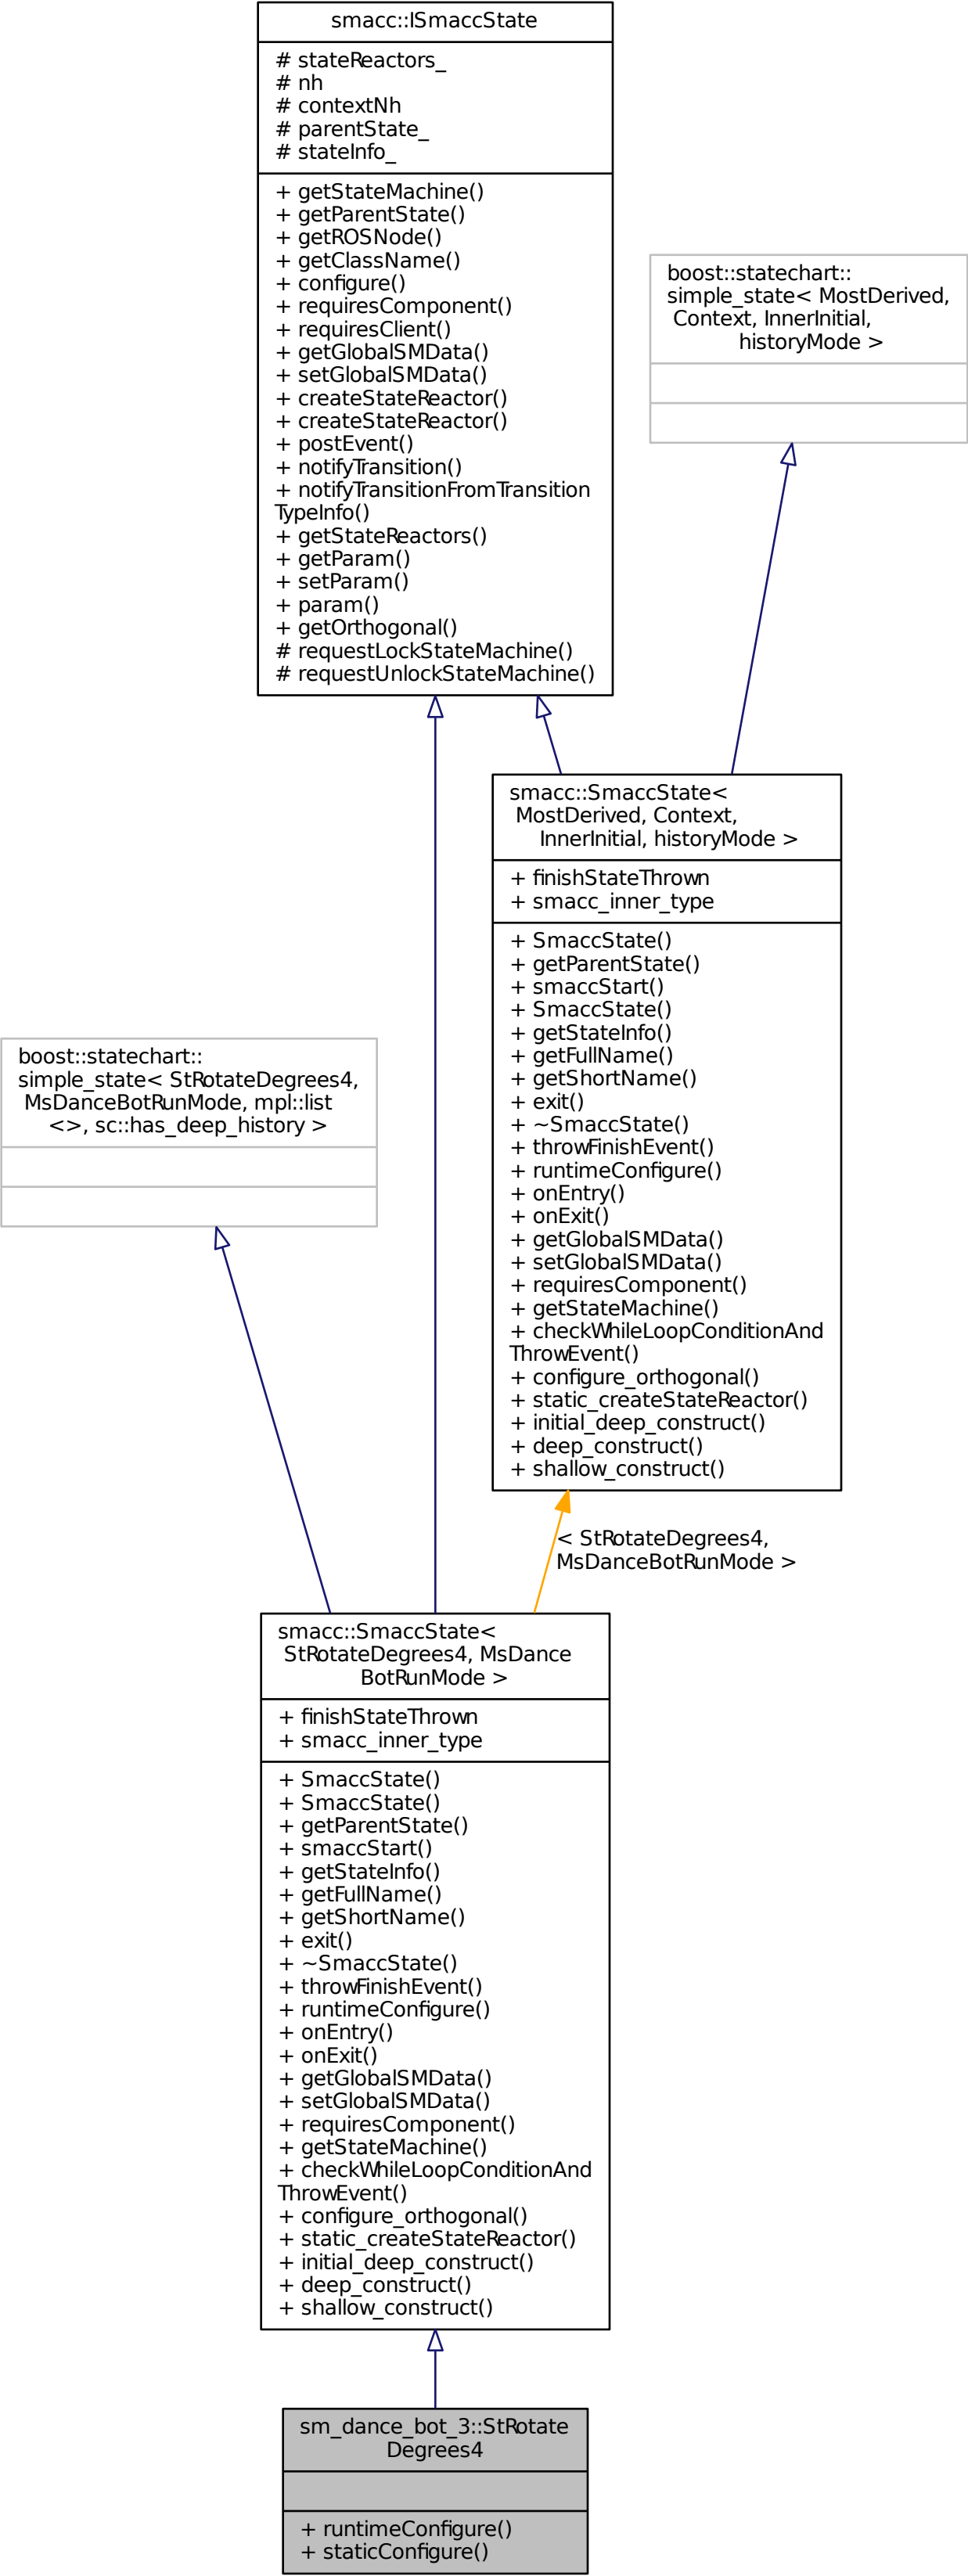 smacc::ISmaccState
# stateReactors_
# nh
# contextNh
# parentState_
# stateInfo_
+ getStateMachine()
+ getParentState()
+ getROSNode()
+ getClassName()
+ configure()
+ requiresComponent()
+ requiresClient()
+ getGlobalSMData()
+ setGlobalSMData()
+ createStateReactor()
+ createStateReactor()
+ postEvent()
+ notifyTransition()
+ notifyTransitionFromTransition
TypeInfo()
+ getStateReactors()
+ getParam()
+ setParam()
+ param()
+ getOrthogonal()
# requestLockStateMachine()
# requestUnlockStateMachine()
boost::statechart::
simple_state< MostDerived,
Context, InnerInitial,
historyMode >
smacc::SmaccState<
MostDerived, Context,
InnerInitial, historyMode >
+ finishStateThrown
+ smacc_inner_type
+ SmaccState()
+ getParentState()
+ smaccStart()
+ SmaccState()
+ getStateInfo()
+ getFullName()
+ getShortName()
+ exit()
+ ~SmaccState()
+ throwFinishEvent()
+ runtimeConfigure()
+ onEntry()
+ onExit()
+ getGlobalSMData()
+ setGlobalSMData()
+ requiresComponent()
+ getStateMachine()
+ checkWhileLoopConditionAnd
ThrowEvent()
+ configure_orthogonal()
+ static_createStateReactor()
+ initial_deep_construct()
+ deep_construct()
+ shallow_construct()
boost::statechart::
simple_state< StRotateDegrees4,
MsDanceBotRunMode, mpl::list
<>, sc::has_deep_history >
< StRotateDegrees4,
MsDanceBotRunMode >
smacc::SmaccState<
StRotateDegrees4, MsDance
BotRunMode >
+ finishStateThrown
+ smacc_inner_type
+ SmaccState()
+ SmaccState()
+ getParentState()
+ smaccStart()
+ getStateInfo()
+ getFullName()
+ getShortName()
+ exit()
+ ~SmaccState()
+ throwFinishEvent()
+ runtimeConfigure()
+ onEntry()
+ onExit()
+ getGlobalSMData()
+ setGlobalSMData()
+ requiresComponent()
+ getStateMachine()
+ checkWhileLoopConditionAnd
ThrowEvent()
+ configure_orthogonal()
+ static_createStateReactor()
+ initial_deep_construct()
+ deep_construct()
+ shallow_construct()
sm_dance_bot_3::StRotate
Degrees4
+ runtimeConfigure()
+ staticConfigure()